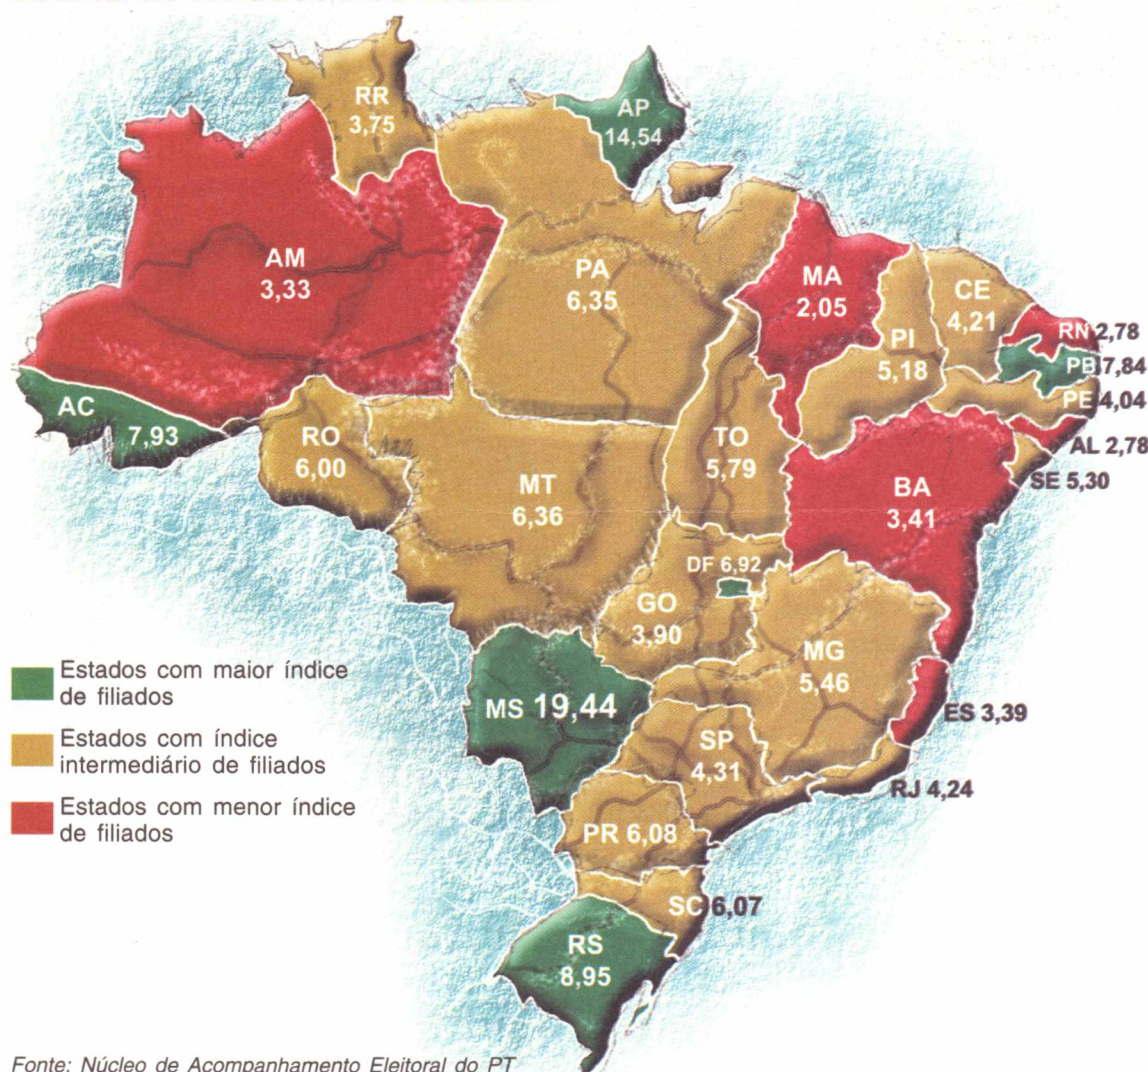 RR
3,75
AP
14,54
AM
3,33
PA
6,35
MA
2,05
CE
4,21
RN 2,78
PI
5,18
PB 7,84
PE 4,04
AC
7,93
RO
6,00
TO
5,79
AL 2,78
SE 5,30
MT
6,36
BA
3,41
DF 6,92
GO
3,90
MG
5,46
Estados com maior índice
de filiados
MS 19,44
ES 3,39
Estados com índice
intermediário de filiados
SP
4,31
RJ 4,24
Estados com menor índice
de filiados
PR 6,08
SC 6,07
RS
8,95
Fonte: Núcleo de Acompanhamento Eleitoral do PT